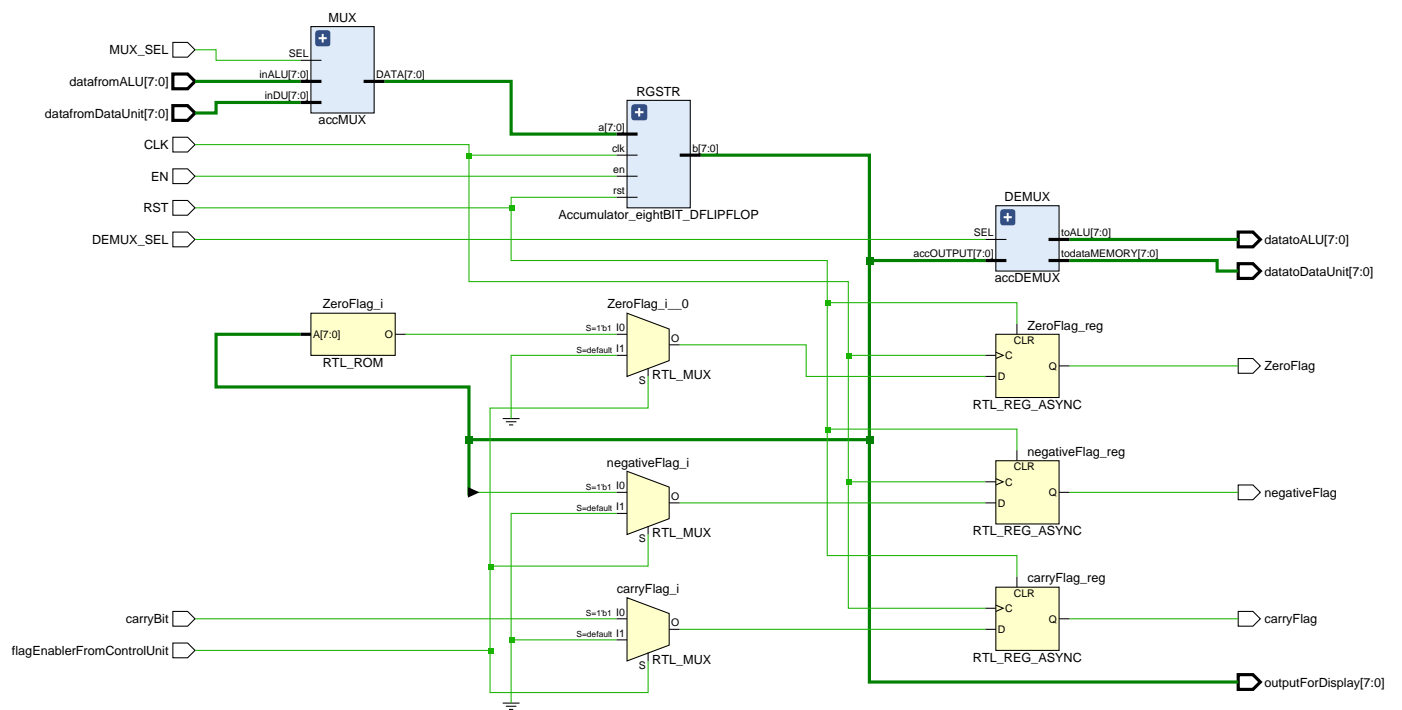 MUX
MUX_SEL
SEL
datafromALU[7:0]
inALU[7:0]
DATA[7:0]
datafromDataUnit[7:0]
inDU[7:0]
accMUX
RGSTR
a[7:0]
CLK
clk
b[7:0]
EN
en
RST
rst
Accumulator_eightBIT_DFLIPFLOP
DEMUX
DEMUX_SEL
SEL
toALU[7:0]
datatoALU[7:0]
accOUTPUT[7:0]
todataMEMORY[7:0]
datatoDataUnit[7:0]
accDEMUX
ZeroFlag_i
A[7:0]
O
RTL_ROM
ZeroFlag_i__0
S=1'b1
I0
S=default
I1
O
S
RTL_MUX
ZeroFlag_reg
CLR
C
D
Q
ZeroFlag
RTL_REG_ASYNC
negativeFlag_i
S=1'b1
I0
S=default
I1
O
S
RTL_MUX
negativeFlag_reg
CLR
C
D
Q
negativeFlag
RTL_REG_ASYNC
carryFlag_i
carryBit
S=1'b1
I0
S=default
I1
O
S
RTL_MUX
flagEnablerFromControlUnit
carryFlag_reg
CLR
C
D
Q
carryFlag
RTL_REG_ASYNC
outputForDisplay[7:0]